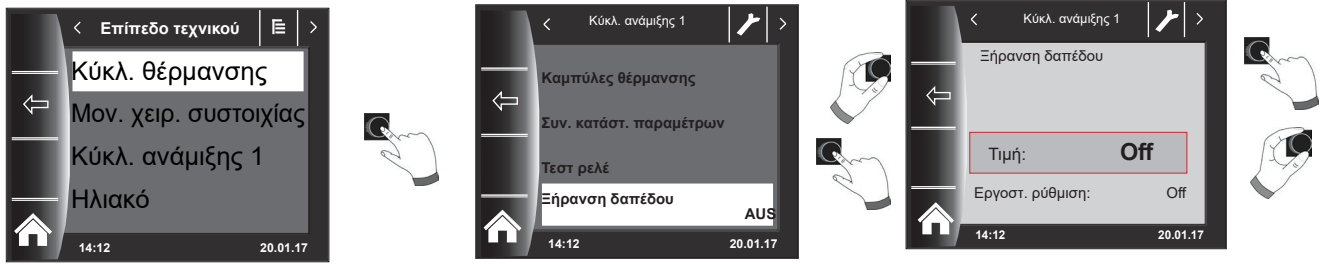 Επίπεδο τεχνικού
Κύκλ. θέρμανσης
Μον. χειρ. συστοιχίας
Κύκλ. ανάμιξης 1
Ηλιακό
14:12 20.01.17
Κύκλ. ανάμιξης 1
Καμπύλες θέρμανσης
Συν. κατάστ. παραμέτρων
Τεστ ρελέ
Ξήρανση δαπέδου
AUS
14:12 20.01.17
Κύκλ. ανάμιξης 1
Ξήρανση δαπέδου
Τιμή: Off
Εργοστ. ρύθμιση: Off
14:12 20.01.17